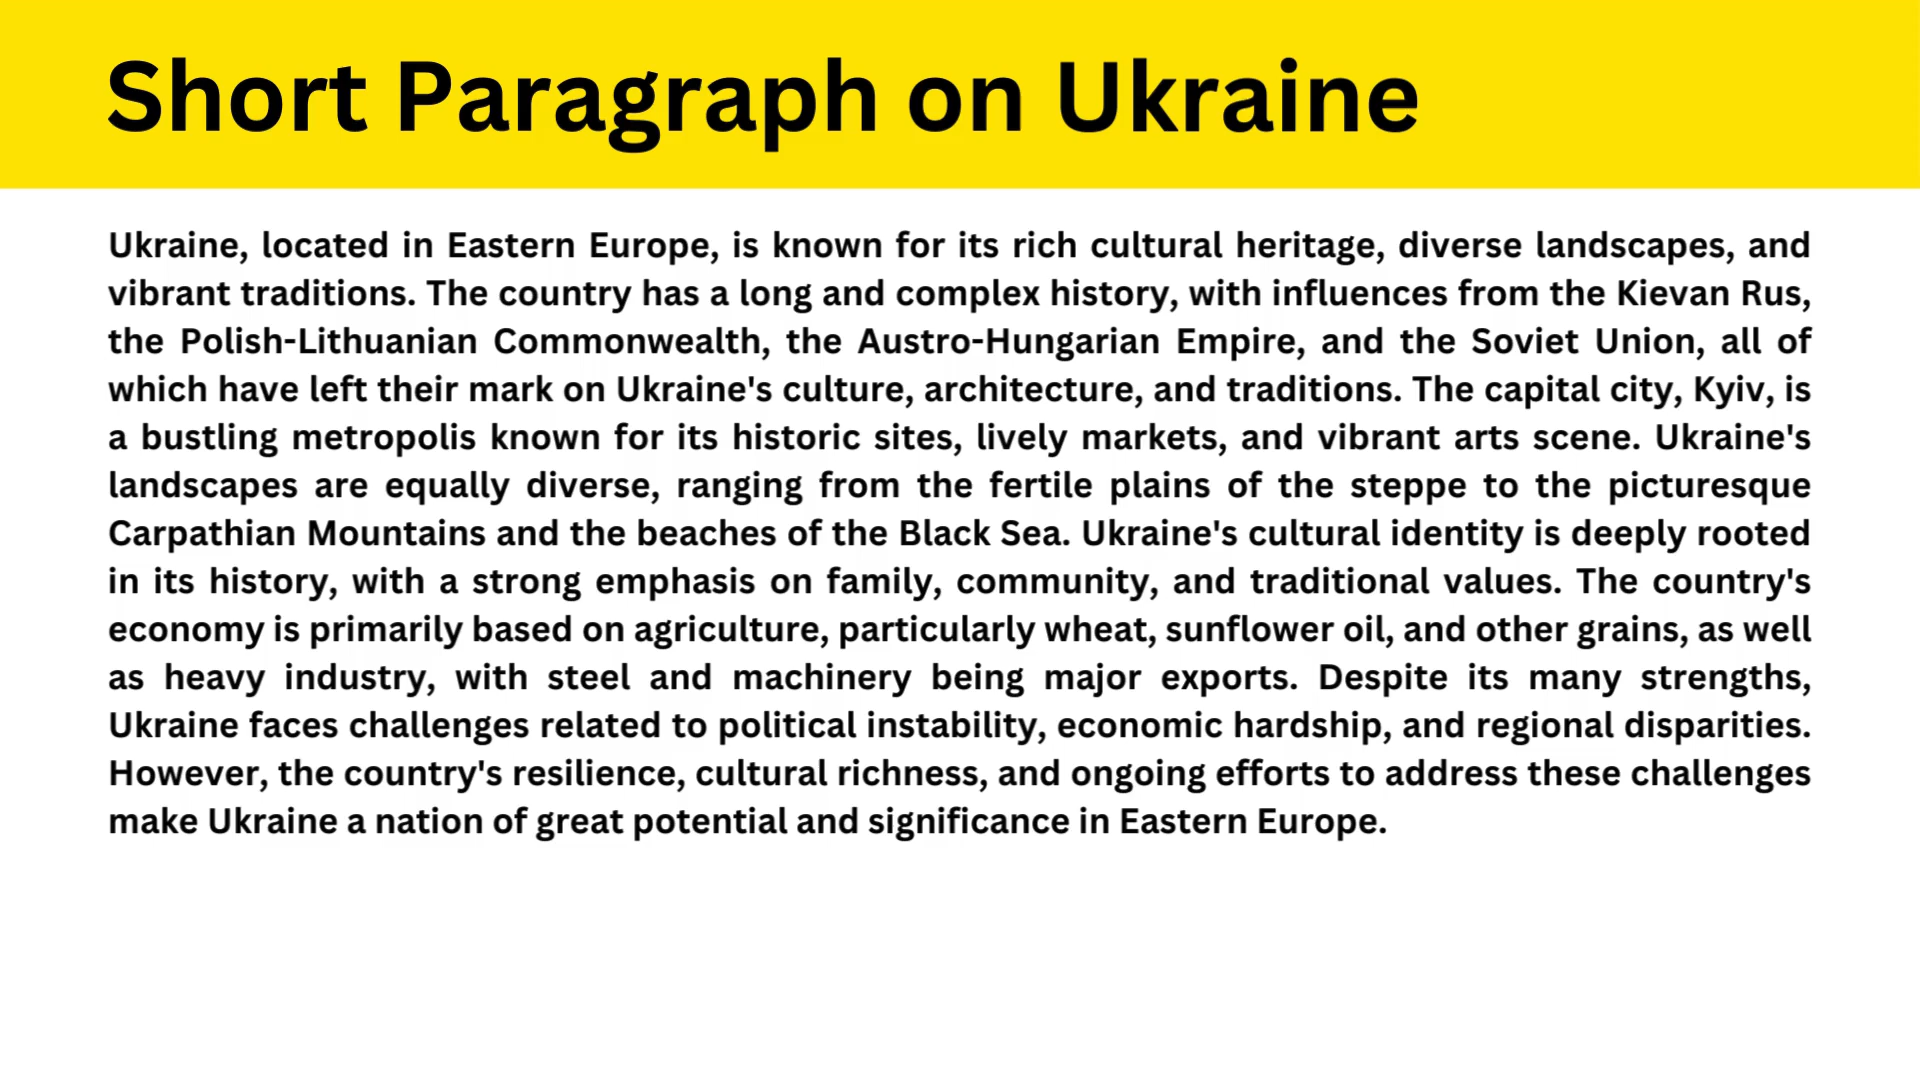 Short Paragraph on Ukraine
Ukraine, located in Eastern Europe, is known for its rich cultural heritage, diverse landscapes, and
vibrant traditions. The country has a long and complex history, with influences from the Kievan Rus,
the Polish-Lithuanian Commonwealth, the Austro-Hungarian Empire, and the Soviet Union, all of
which have left their mark on Ukraine's culture, architecture, and traditions. The capital city, Kyiv, is
a bustling metropolis known for its historic sites, lively markets, and vibrant arts scene. Ukraine's
landscapes are equally diverse, ranging from the fertile plains of the steppe to the picturesque
Carpathian Mountains and the beaches of the Black Sea. Ukraine's cultural identity is deeply rooted
in its history, with a strong emphasis on family, community, and traditional values. The country's
economy is primarily based on agriculture, particularly wheat, sunflower oil, and other grains, as well
as heavy industry, with steel and machinery being major exports. Despite its many strengths,
Ukraine faces challenges related to political instability, economic hardship, and regional disparities.
However, the country's resilience, cultural richness, and ongoing efforts to address these challenges
make Ukraine a nation of great potential and significance in Eastern Europe.